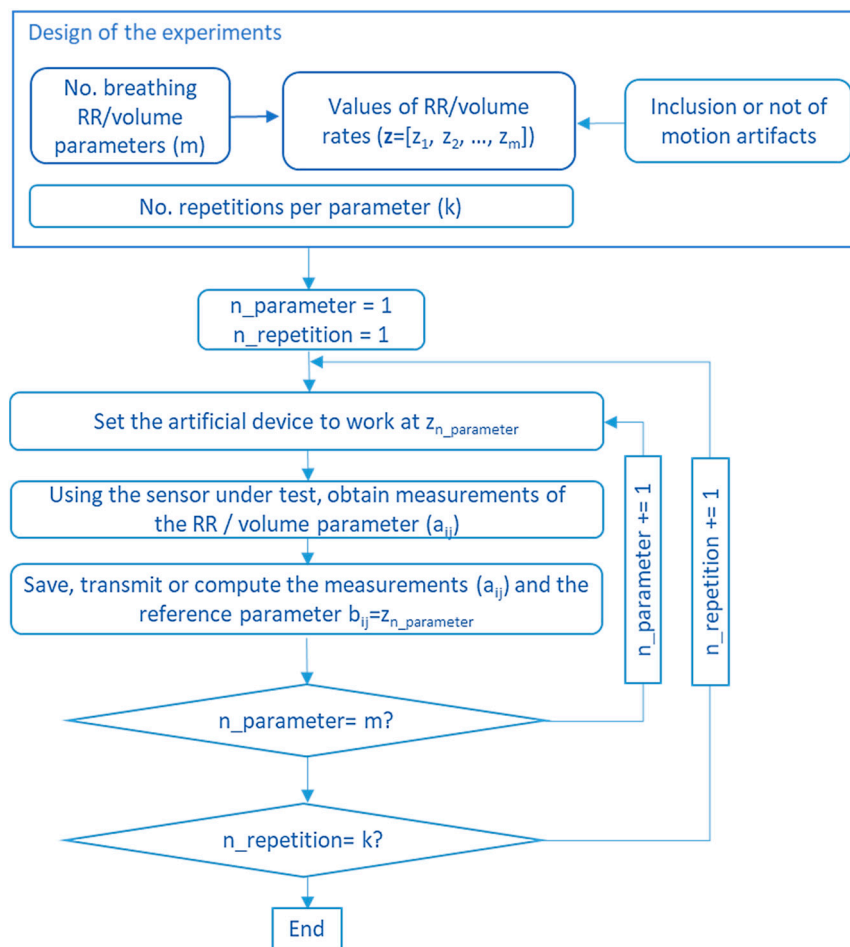 Design of the experiments
No. breathing
RR/volume
parameters (m)
Values of RR/volume
rates (z=[z₁, z₂, ..., zₘ])
Inclusion or not of
motion artifacts
No. repetitions per parameter (k)
n_parameter = 1
n_repetition = 1
Set the artificial device to work at z_n_parameter
Using the sensor under test, obtain measurements of
the RR / volume parameter (aᵢⱼ)
Save, transmit or compute the measurements (aᵢⱼ) and the
reference parameter bᵢⱼ=z_n_parameter
n_parameter= m?
n_parameter += 1
n_repetition= k?
n_repetition += 1
End